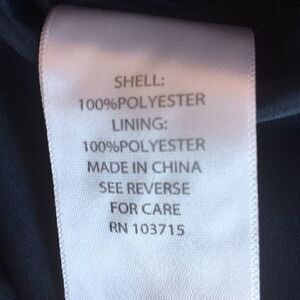 SHELL:
100%POLYESTER
LINING:
100%POLYESTER
MADE IN CHINA
SEE REVERSE
FOR CARE
RN 103715